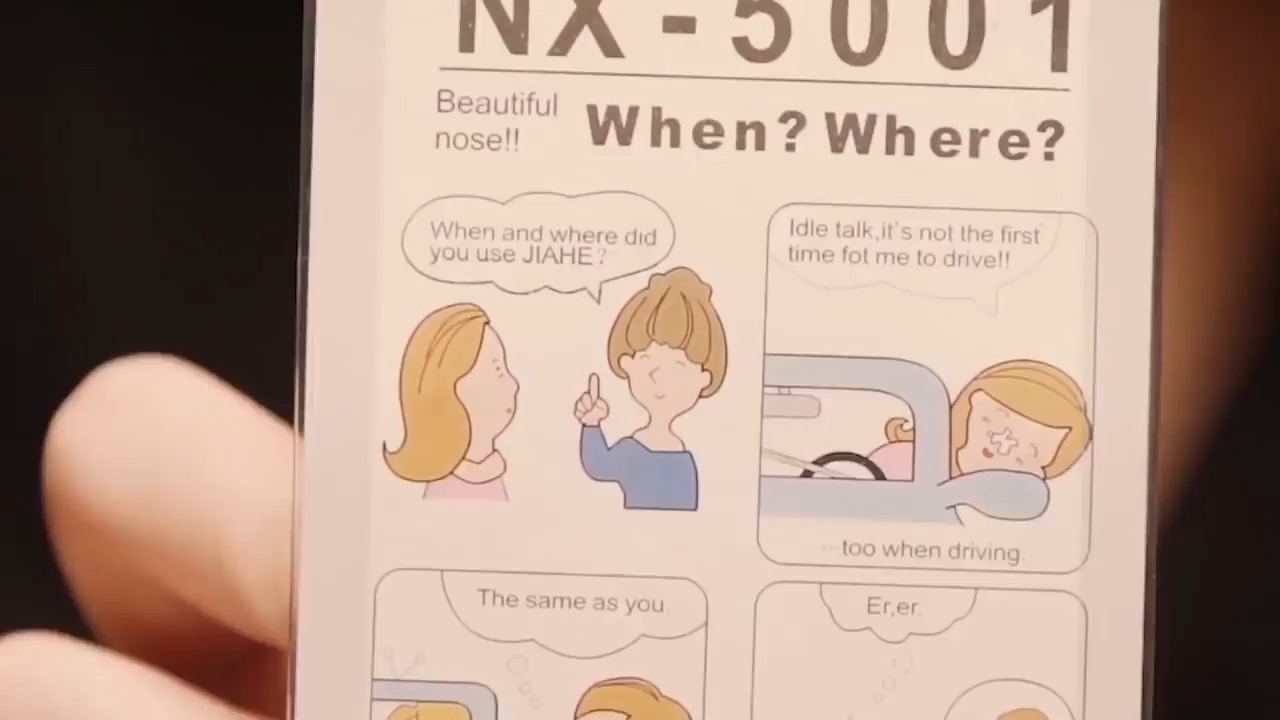 NX-5001
Beautiful
nose!!
When? Where?
When and where did
you use JIAHE?
Idle talk,it's not the first
time fot me to drive!!
...too when driving.
The same as you.
Er,er.